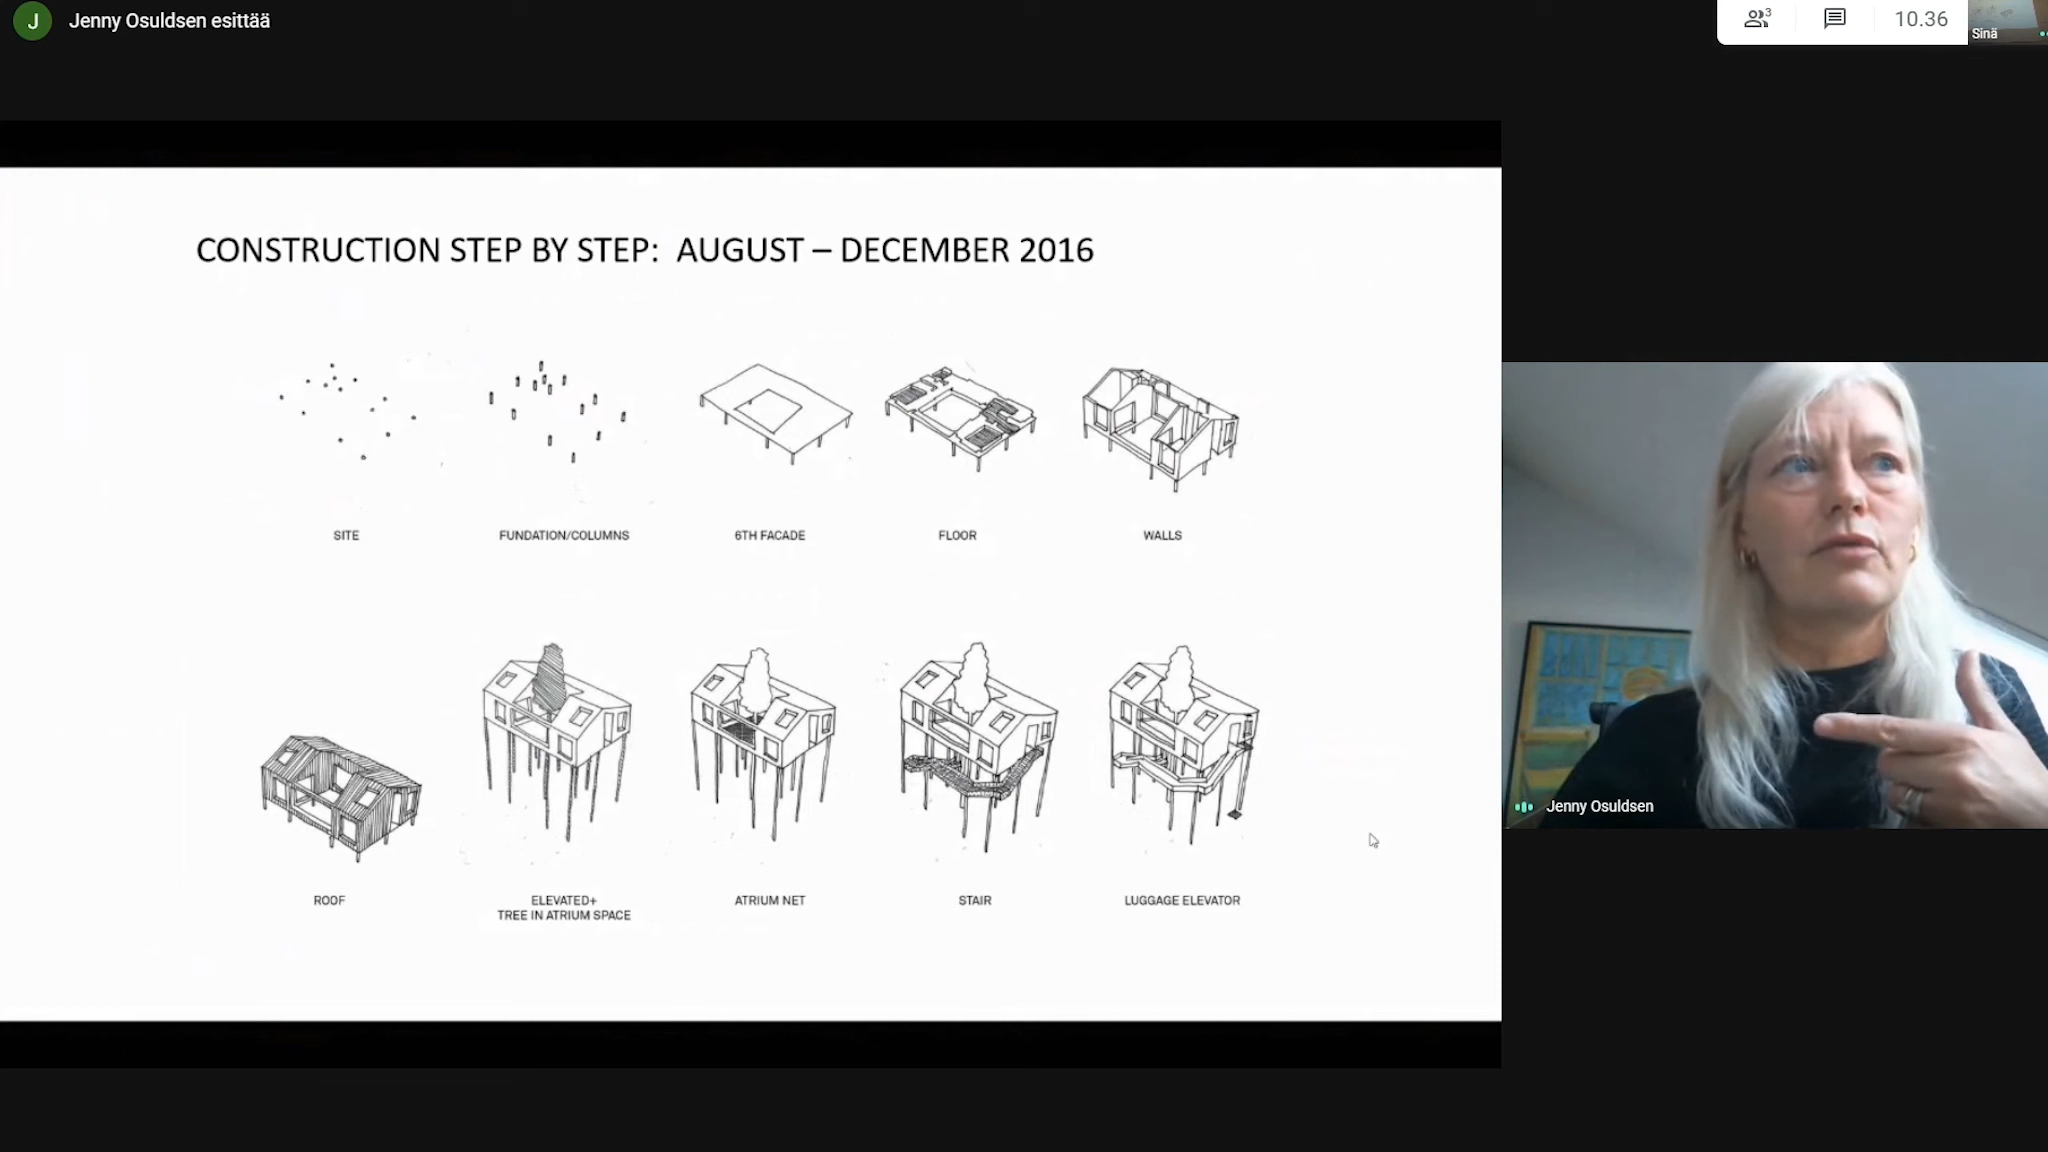 J Jenny Osuldsen esittää
3 10.36
Sinä
CONSTRUCTION STEP BY STEP: AUGUST – DECEMBER 2016
SITE FUNDATION/COLUMNS 6TH FACADE FLOOR WALLS
ROOF ELEVATED+ ATRIUM NET STAIR LUGGAGE ELEVATOR
TREE IN ATRIUM SPACE
Jenny Osuldsen